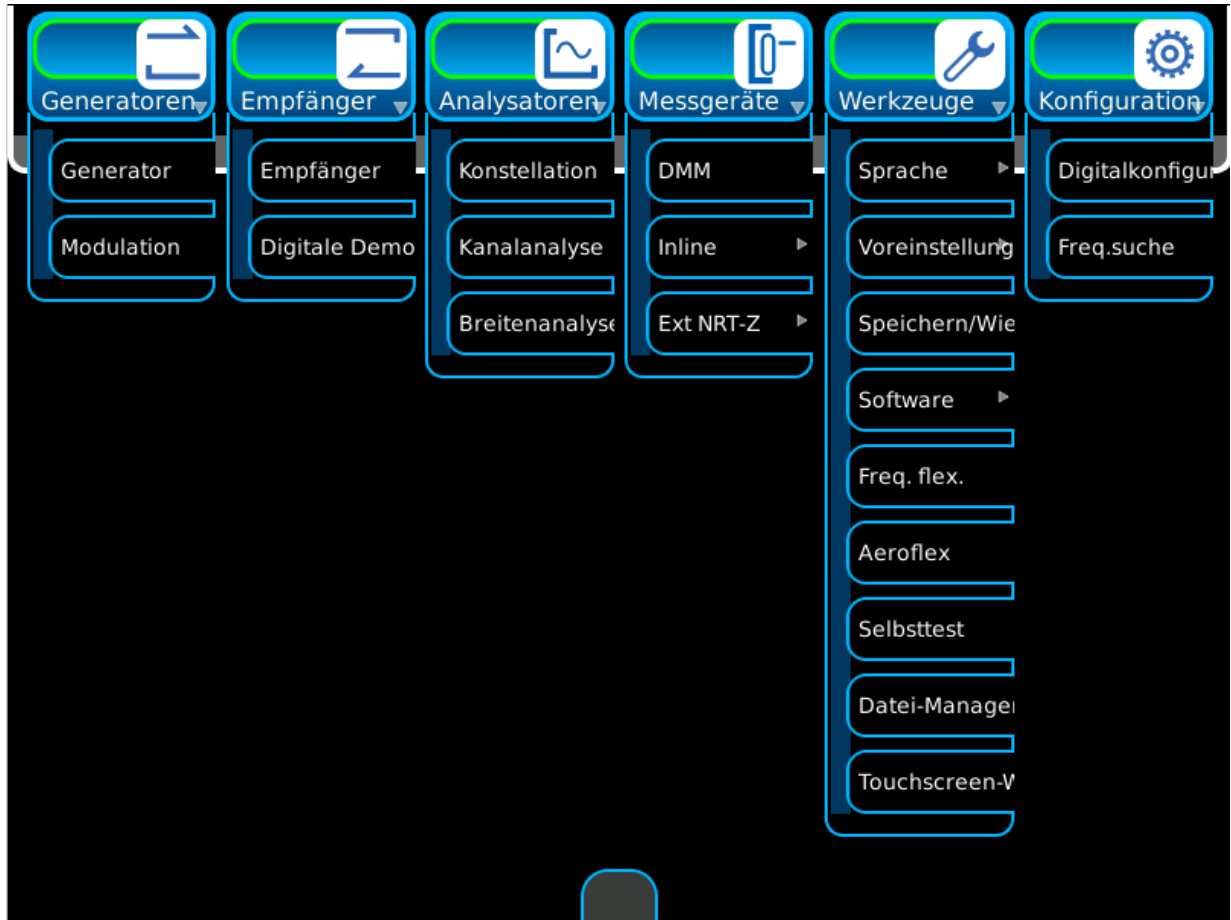 Generatoren
Generator
Modulation
Empfänger
Empfänger
Digitale Demo
Analysatoren
Konstellation
Kanalanalyse
Breitenanalyse
Messgeräte
DMM
Inline
Ext NRT-Z
Werkzeuge
Sprache
Voreinstellung
Speichern/Wie
Software
Freq. flex.
Aeroflex
Selbsttest
Datei-Manager
Touchscreen-W
Konfiguration
Digitalkonfigur
Freq.suche